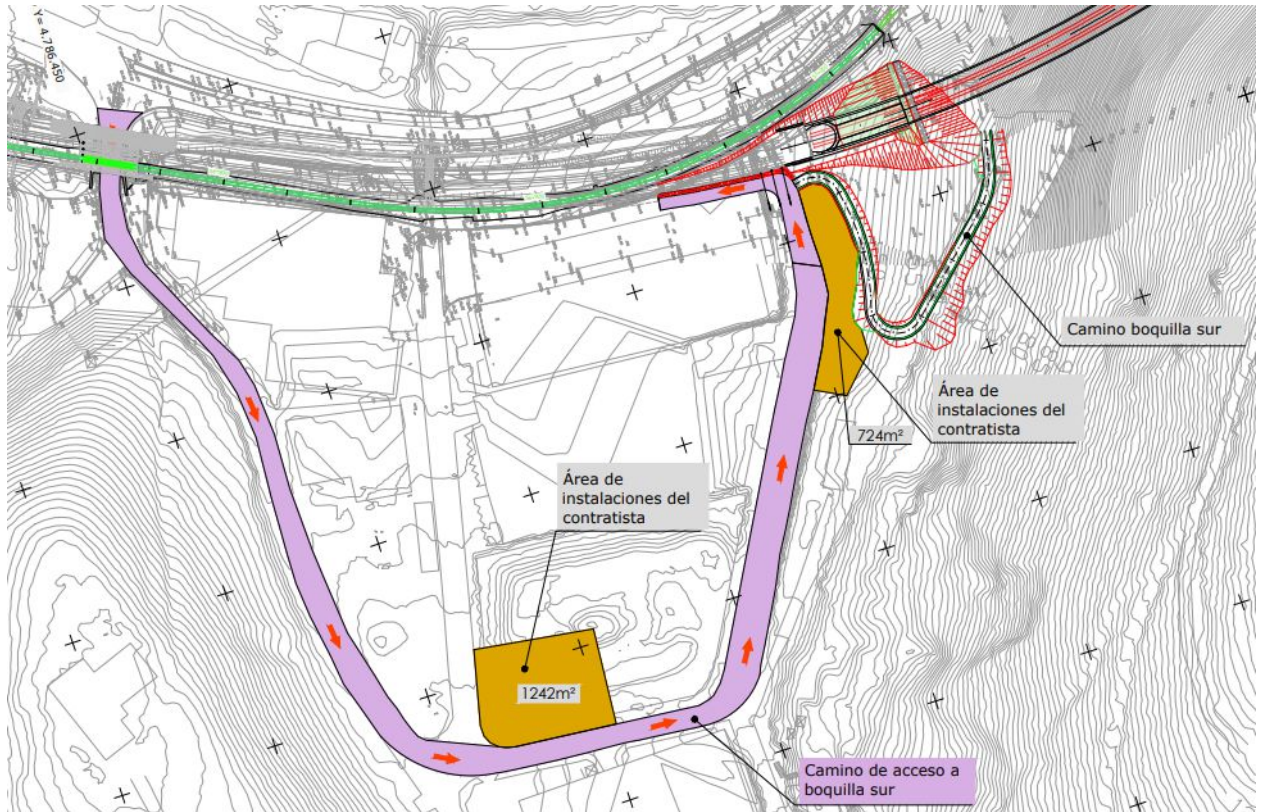 Y= 4.786.450
Camino boquilla sur
Área de
instalaciones del
contratista
724m²
Área de
instalaciones del
contratista
1242m²
Camino de acceso a
boquilla sur